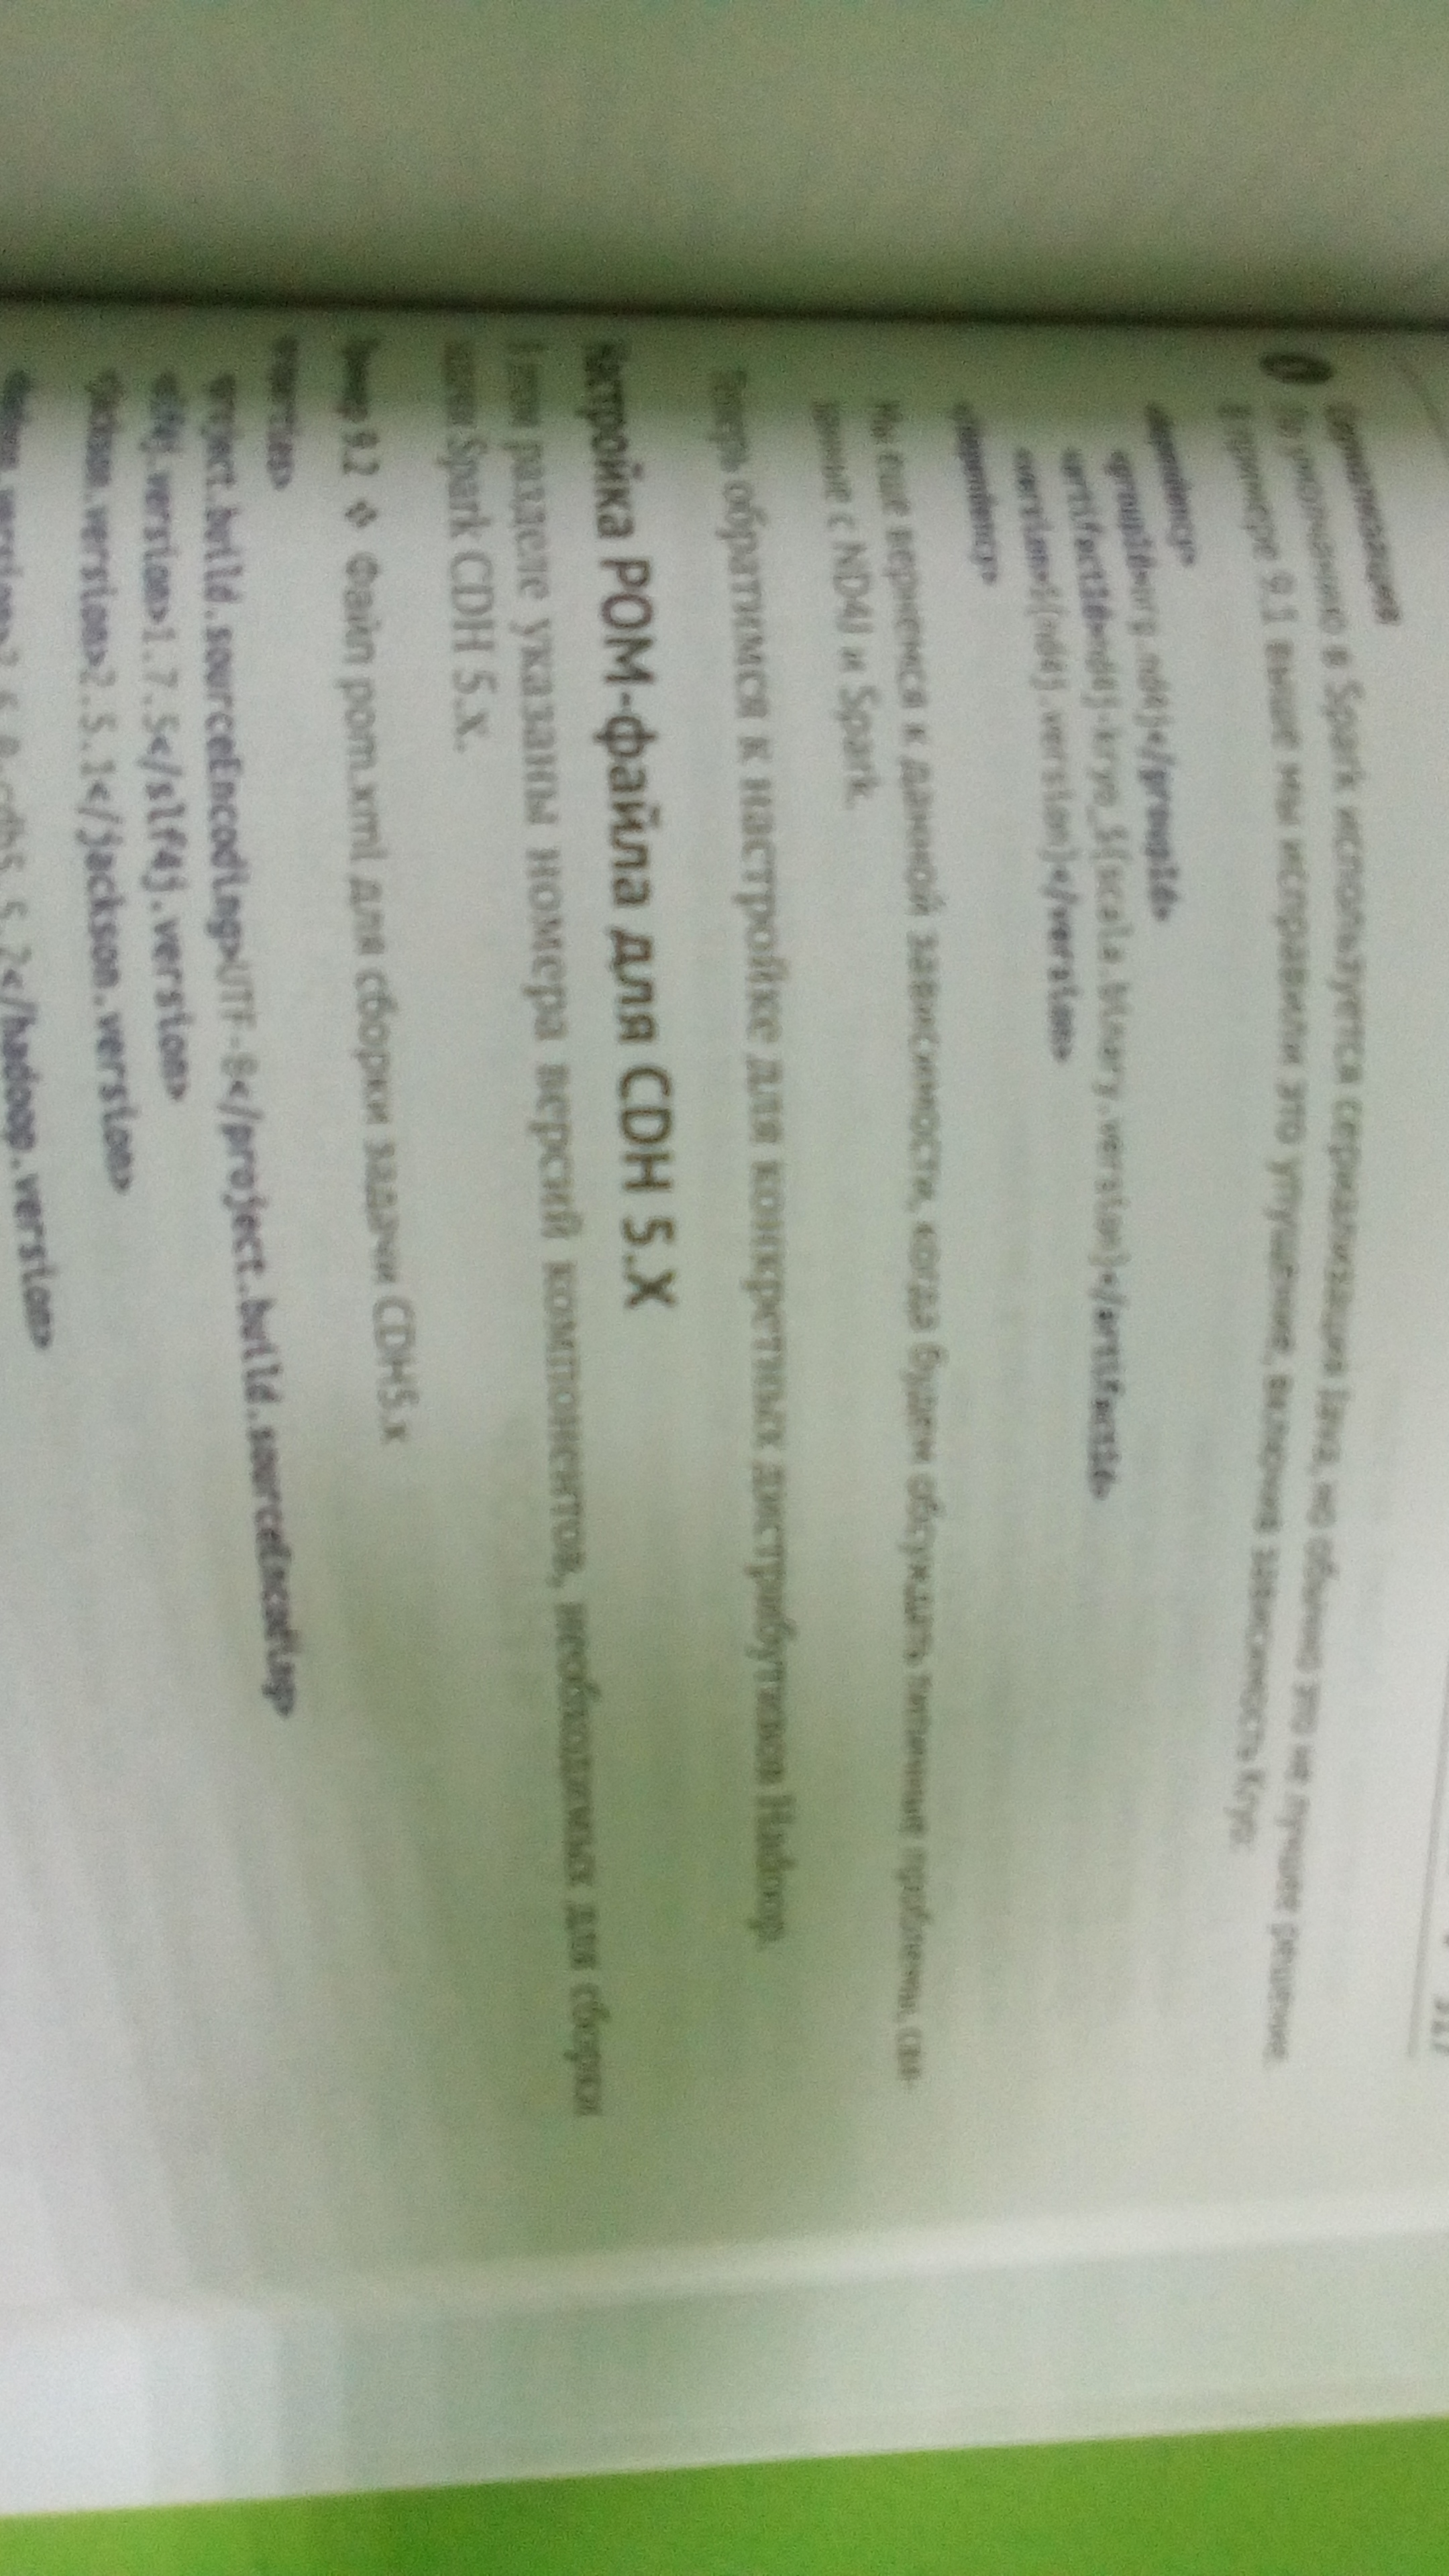 317
Сериализация
По умолчанию в Spark используется сериализация Java, но обычно это не лучшее решение.
В примере 9.1 выше мы исправили это упущение, включив зависимость Kryo:
<dependency>
<groupId>org.nd4j</groupId>
<artifactId>nd4j-kryo_${scala.binary.version}</artifactId>
<version>${nd4j.version}</version>
</dependency>
Мы еще вернемся к данной зависимости, когда будем обсуждать типичные проблемы, свя-
занные с ND4J и Spark.
Теперь обратимся к настройке для конкретных дистрибутивов Hadoop.
Настройка POM-файла для CDH 5.X
В этом разделе указаны номера версий компонентов, необходимых для сборки
задачи Spark CDH 5.x.
Пример 9.2 ❖ Файл pom.xml для сборки задачи CDH5.x
<properties>
<project.build.sourceEncoding>UTF-8</project.build.sourceEncoding>
<slf4j.version>1.7.5</slf4j.version>
<jackson.version>2.5.1</jackson.version>
<hadoop.version>2.6.0-cdh5.5.2</hadoop.version>